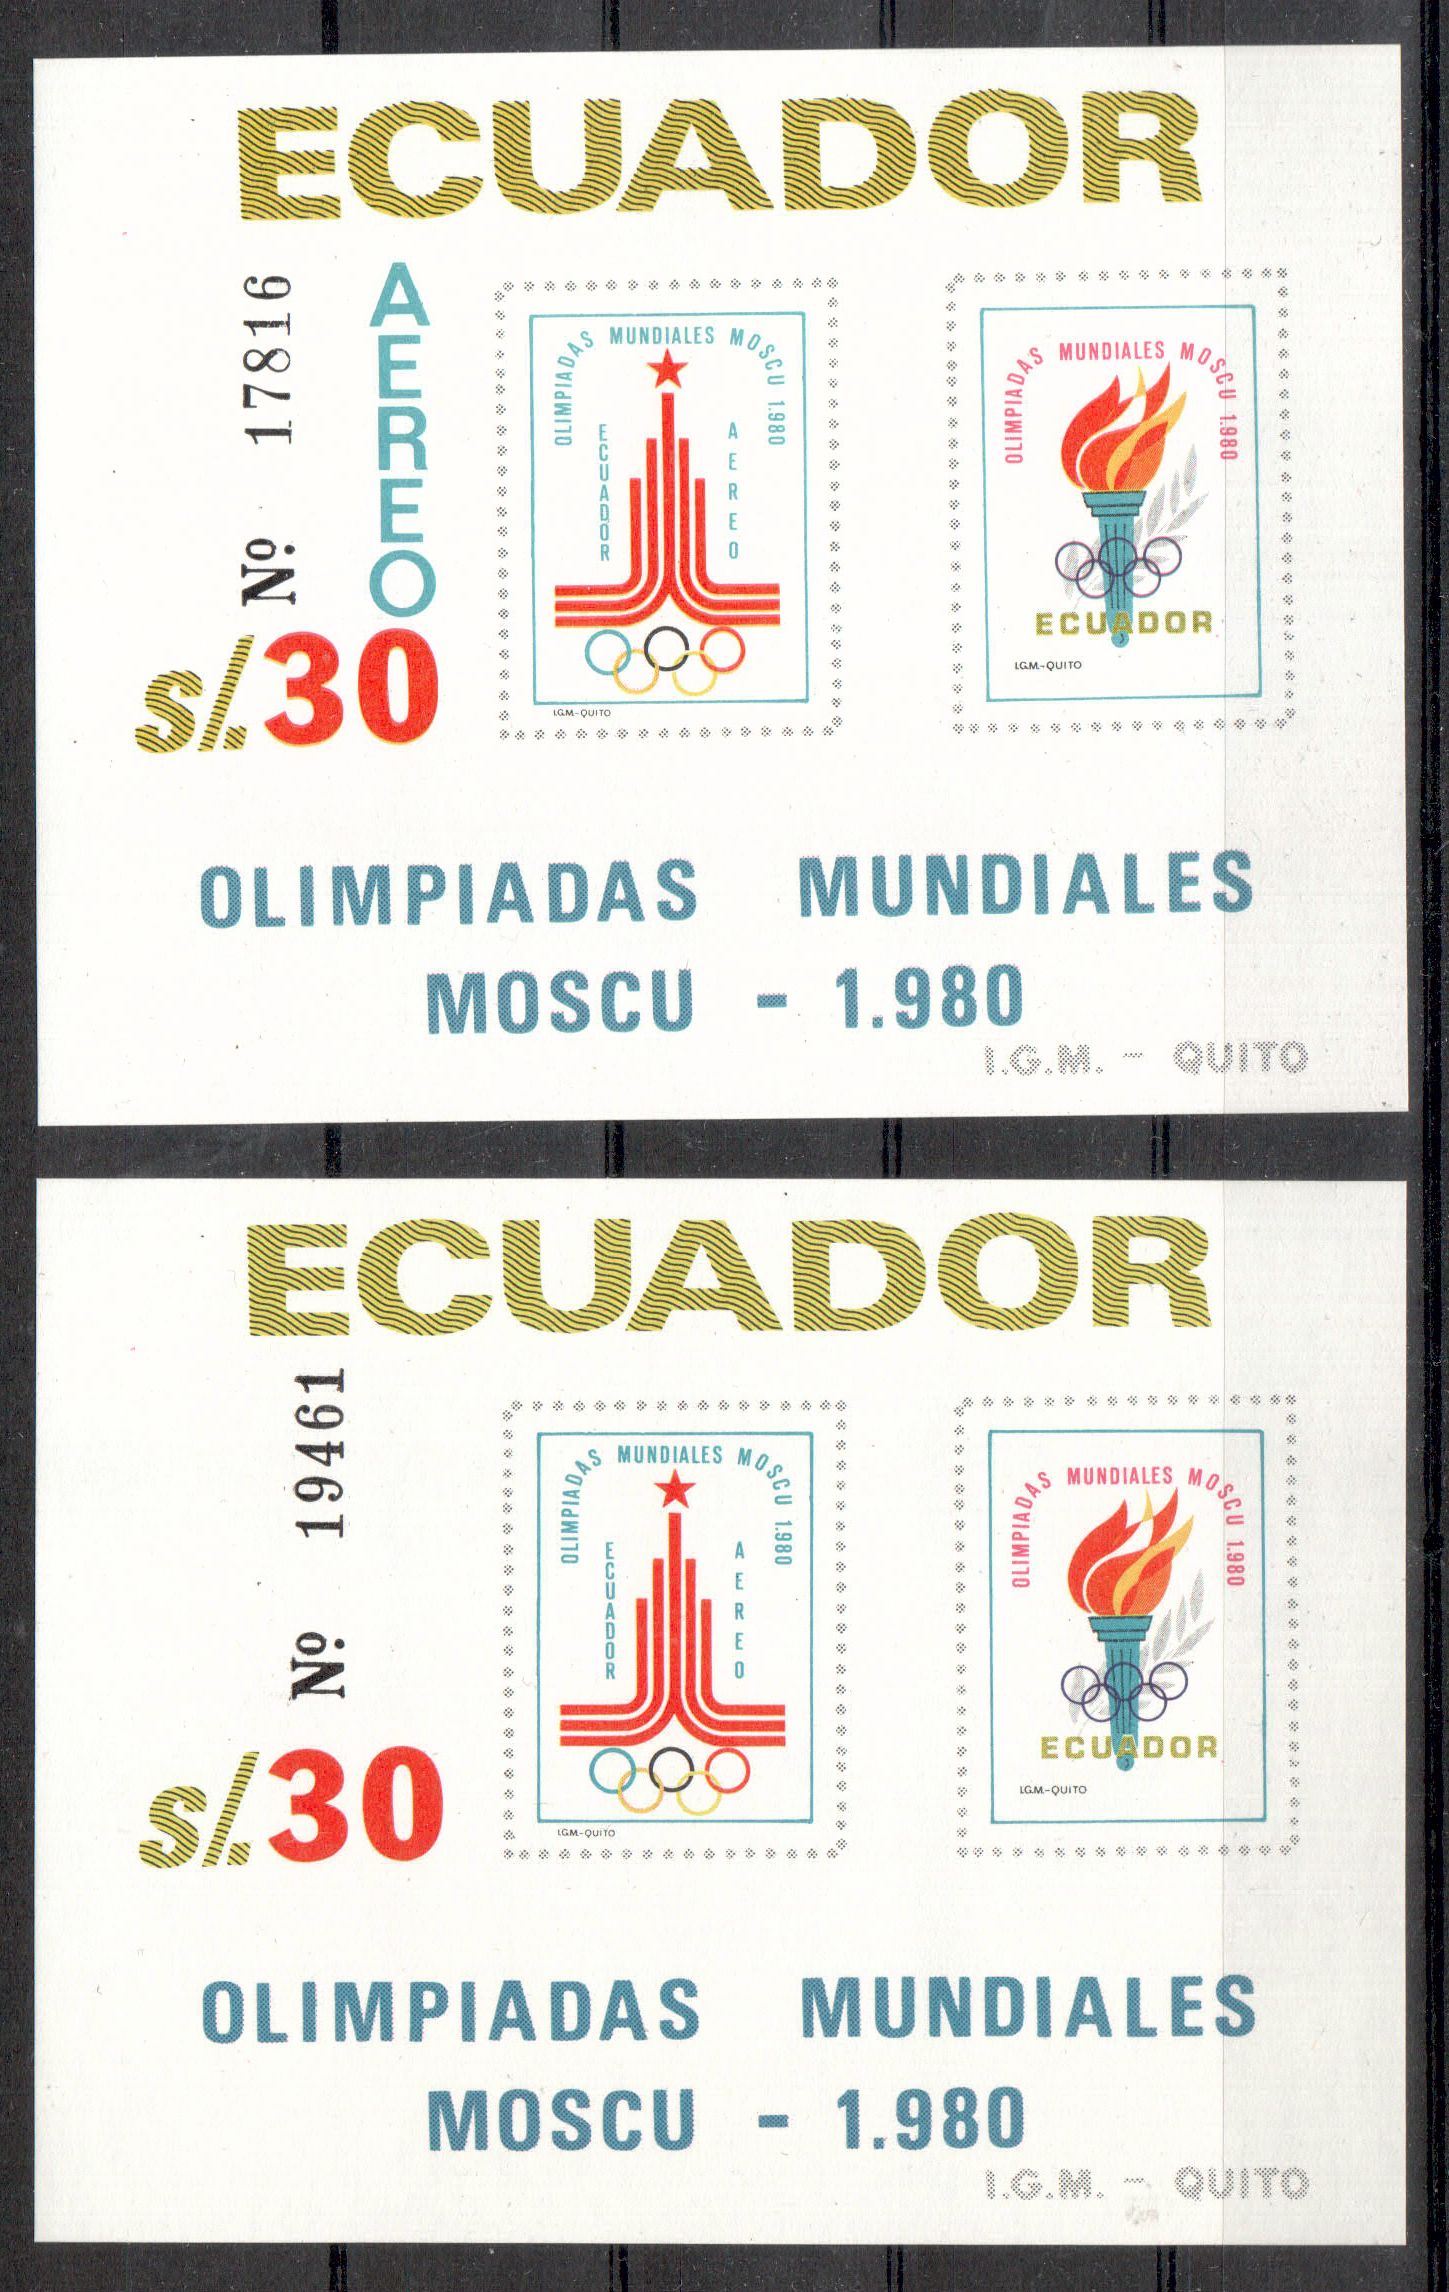 ECUADOR
Nº 17816
AEREO
S/.30
OLIMPIADAS MUNDIALES MOSCU 1.980
ECUADOR
AEREO
I.G.M.-QUITO
OLIMPIADAS MUNDIALES MOSCU 1.980
ECUADOR
I.G.M.-QUITO
OLIMPIADAS MUNDIALES
MOSCU - 1.980
I.G.M. - QUITO
ECUADOR
Nº 19461
S/.30
OLIMPIADAS MUNDIALES MOSCU 1.980
ECUADOR
AEREO
I.G.M.-QUITO
OLIMPIADAS MUNDIALES MOSCU 1.980
ECUADOR
I.G.M.-QUITO
OLIMPIADAS MUNDIALES
MOSCU - 1.980
I.G.M. - QUITO